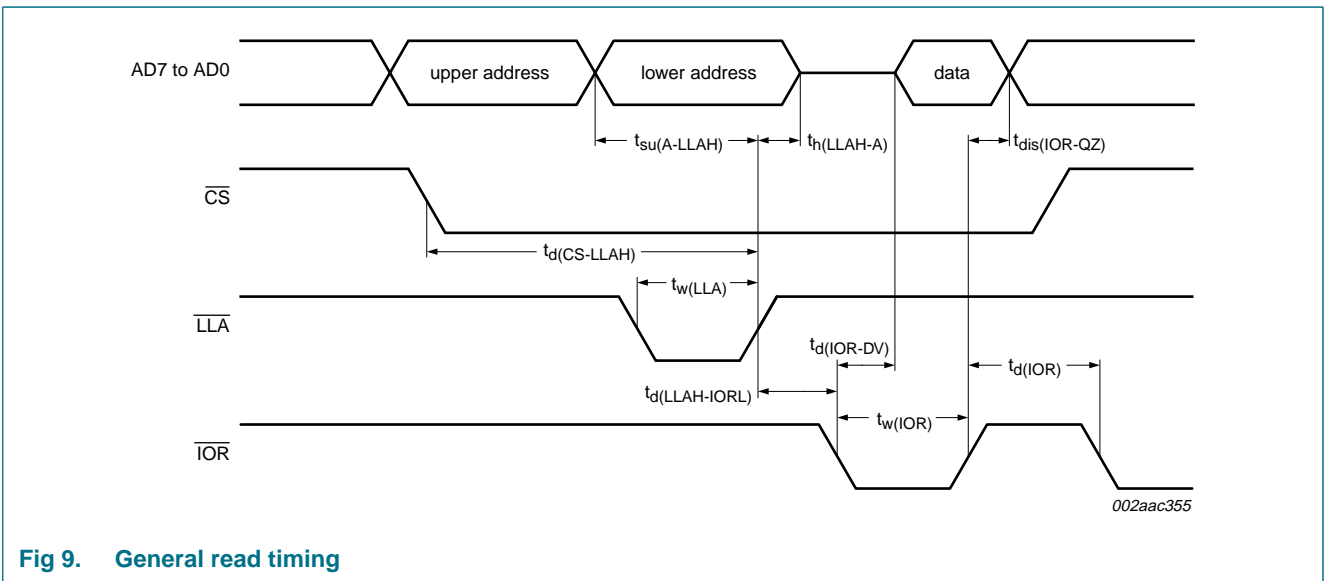 AD7 to AD0
upper address
lower address
data
tsu(A-LLAH)
th(LLAH-A)
tdis(IOR-QZ)
CS
td(CS-LLAH)
tw(LLA)
LLA
td(IOR-DV)
td(IOR)
td(LLAH-IORL)
tw(IOR)
IOR
002aac355
Fig 9. General read timing